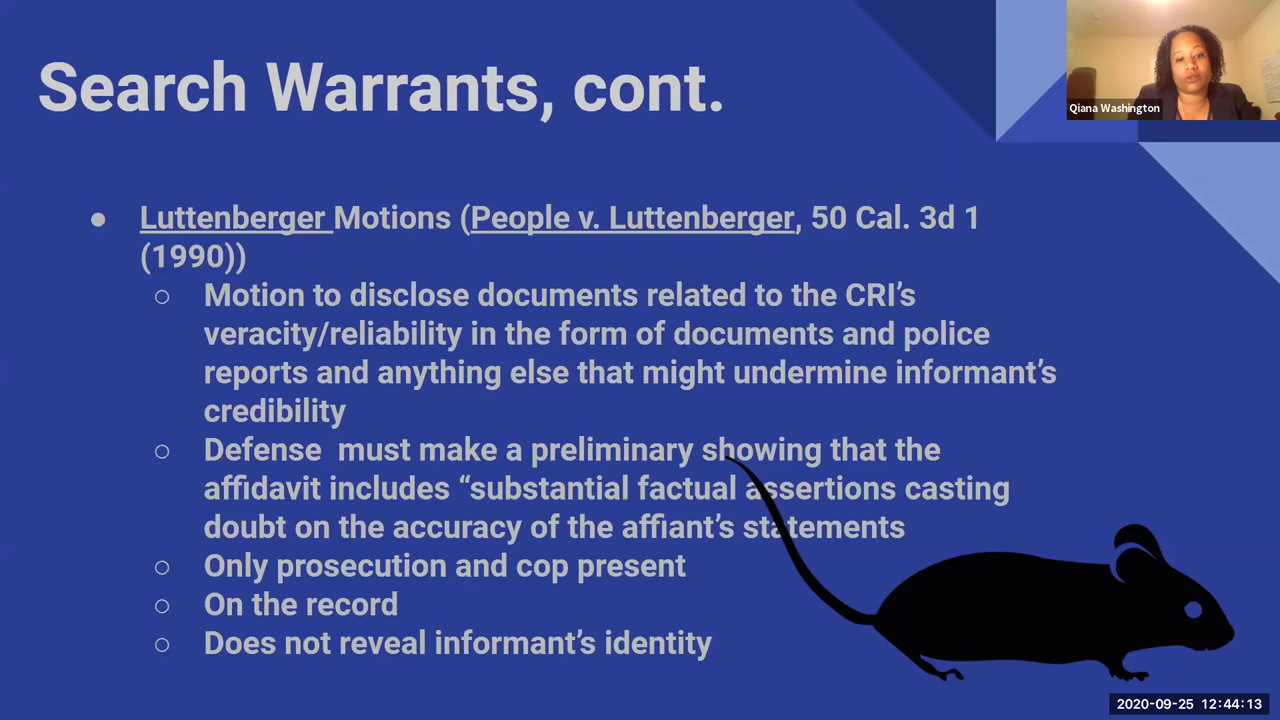 Search Warrants, cont.
Qiana Washington
● Luttenberger Motions (People v. Luttenberger, 50 Cal. 3d 1
(1990))
○ Motion to disclose documents related to the CRI’s
veracity/reliability in the form of documents and police
reports and anything else that might undermine informant’s
credibility
○ Defense  must make a preliminary showing that the
affidavit includes “substantial factual assertions casting
doubt on the accuracy of the affiant’s statements
○ Only prosecution and cop present
○ On the record
○ Does not reveal informant’s identity
2020-09-25 12:44:13